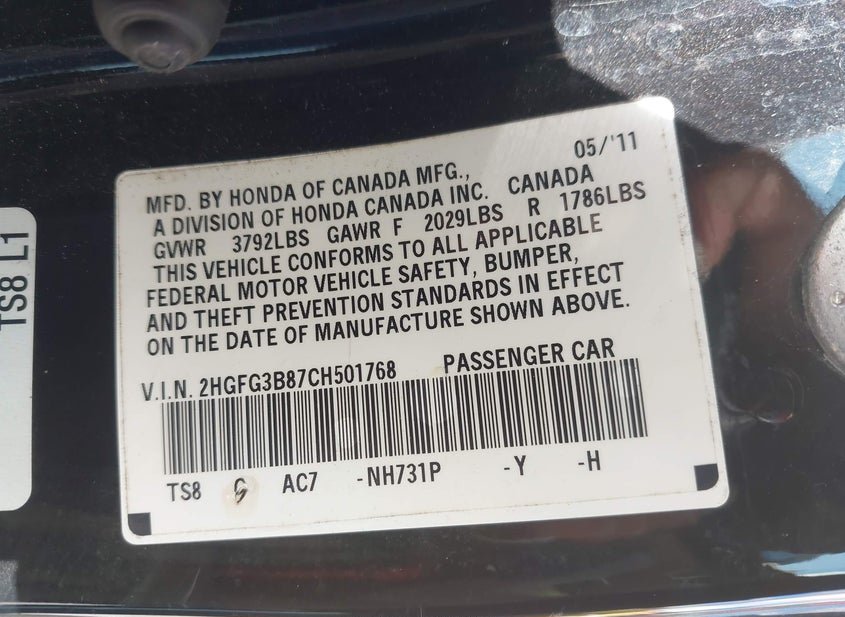 05/'11
MFD. BY HONDA OF CANADA MFG.,
A DIVISION OF HONDA CANADA INC. CANADA
GVWR 3792LBS GAWR F 2029LBS R 1786LBS
THIS VEHICLE CONFORMS TO ALL APPLICABLE
FEDERAL MOTOR VEHICLE SAFETY, BUMPER,
AND THEFT PREVENTION STANDARDS IN EFFECT
ON THE DATE OF MANUFACTURE SHOWN ABOVE.
V.I.N. 2HGFG3B87CH501768 PASSENGER CAR
TS8 G AC7 -NH731P -Y -H
TS8 L1